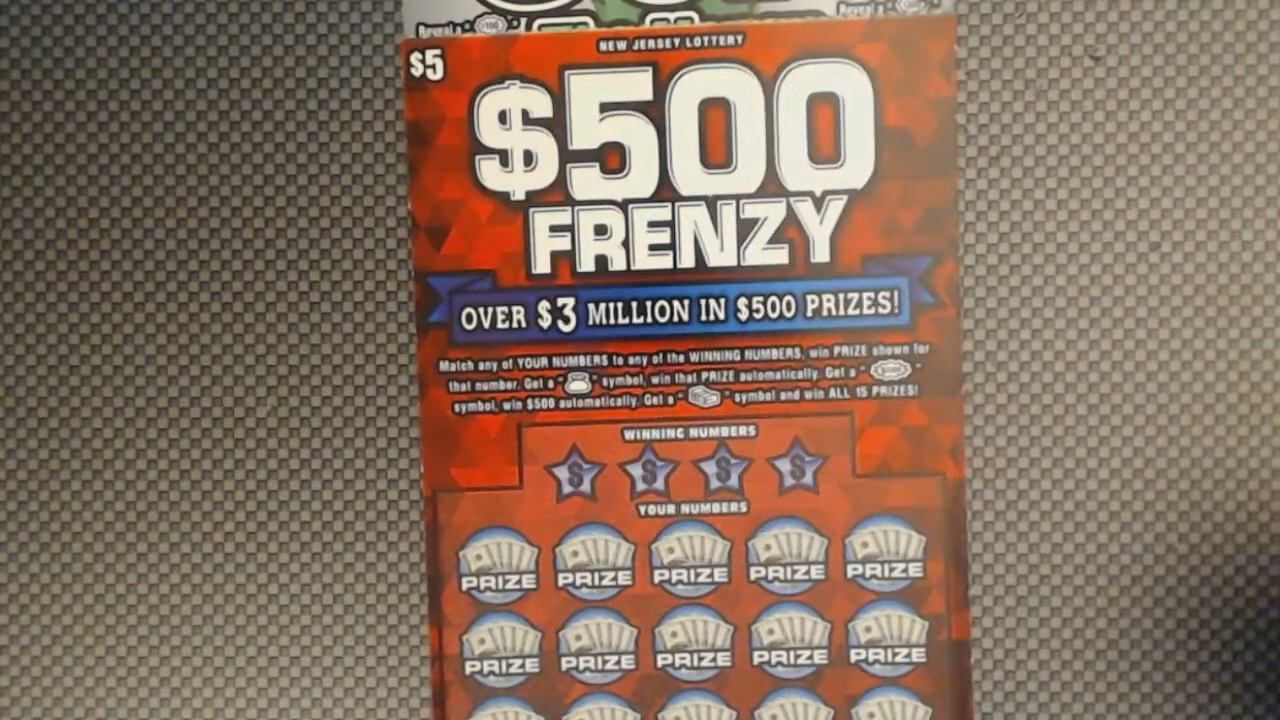 Reveal a "
Reveal a "
NEW JERSEY LOTTERY
$5
$500
FRENZY
OVER $3 MILLION IN $500 PRIZES!
Match any of YOUR NUMBERS to any of the WINNING NUMBERS, win PRIZE shown for
that number. Get a " " symbol, win that PRIZE automatically. Get a " "
symbol, win $500 automatically. Get a " " symbol and win ALL 15 PRIZES!
WINNING NUMBERS
$ $ $ $
YOUR NUMBERS
PRIZE PRIZE PRIZE PRIZE PRIZE
PRIZE PRIZE PRIZE PRIZE PRIZE